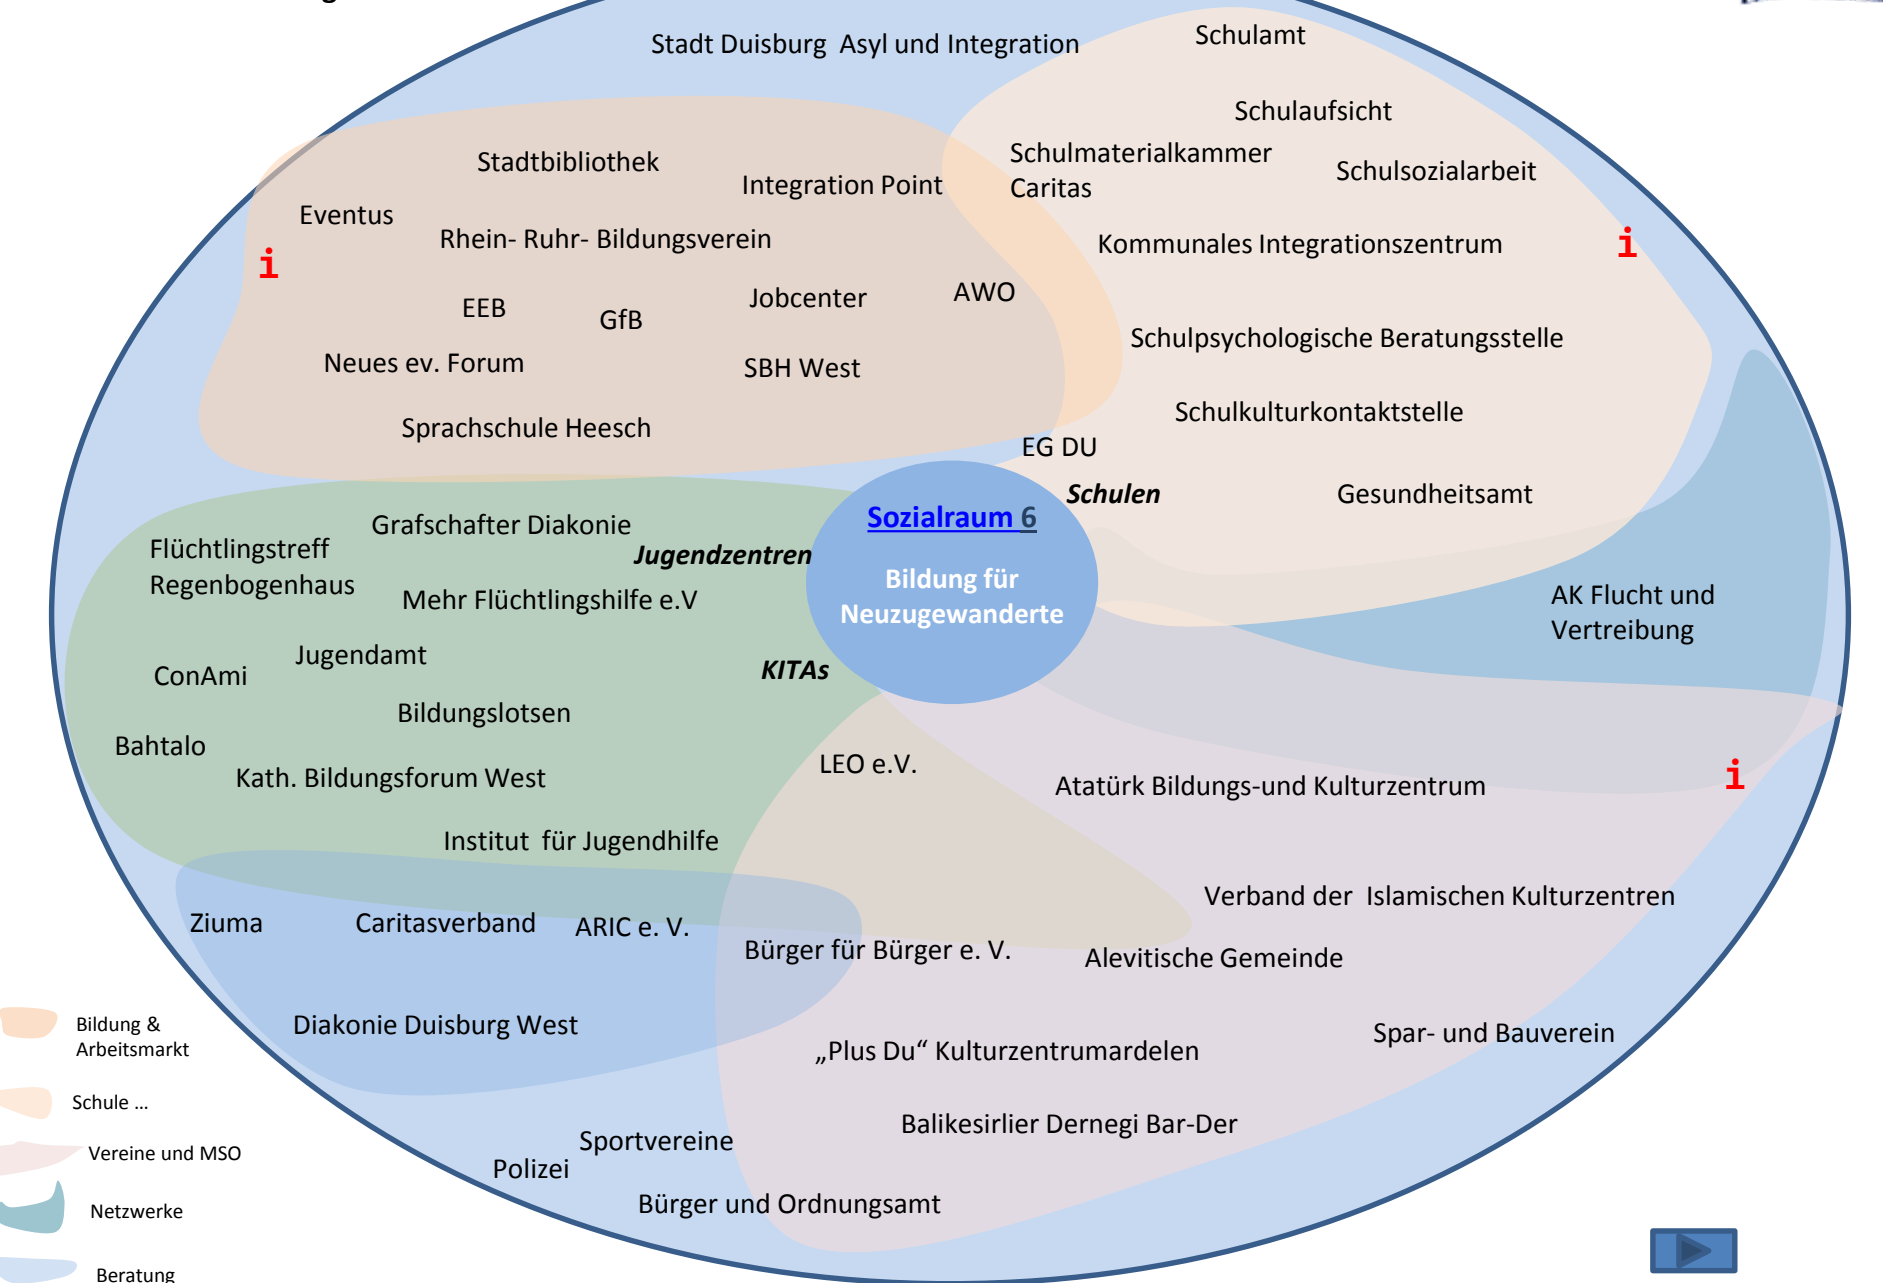 Stadt Duisburg Asyl und Integration
Schulamt
Schulaufsicht
Schulmaterialkammer
Caritas
Schulsozialarbeit
Stadtbibliothek
Integration Point
Eventus
Rhein- Ruhr- Bildungsverein
i
Kommunales Integrationszentrum
i
EEB
GfB
Jobcenter
AWO
Neues ev. Forum
SBH West
Schulpsychologische Beratungsstelle
Sprachschule Heesch
Schulkulturkontaktstelle
EG DU
Schulen
Gesundheitsamt
Sozialraum 6
Bildung für
Neuzugewanderte
Grafschafter Diakonie
Jugendzentren
Flüchtlingstreff
Regenbogenhaus
Mehr Flüchtlingshilfe e.V
AK Flucht und
Vertreibung
Jugendamt
ConAmi
KITAs
Bildungslotsen
Bahtalo
Kath. Bildungsforum West
LEO e.V.
Atatürk Bildungs-und Kulturzentrum
i
Institut für Jugendhilfe
Verband der Islamischen Kulturzentren
Ziuma
Caritasverband
ARIC e. V.
Bürger für Bürger e. V.
Alevitische Gemeinde
Diakonie Duisburg West
„Plus Du“ Kulturzentrumardelen
Spar- und Bauverein
Balikesirlier Dernegi Bar-Der
Sportvereine
Polizei
Bürger und Ordnungsamt
Bildung &
Arbeitsmarkt
Schule ...
Vereine und MSO
Netzwerke
Beratung